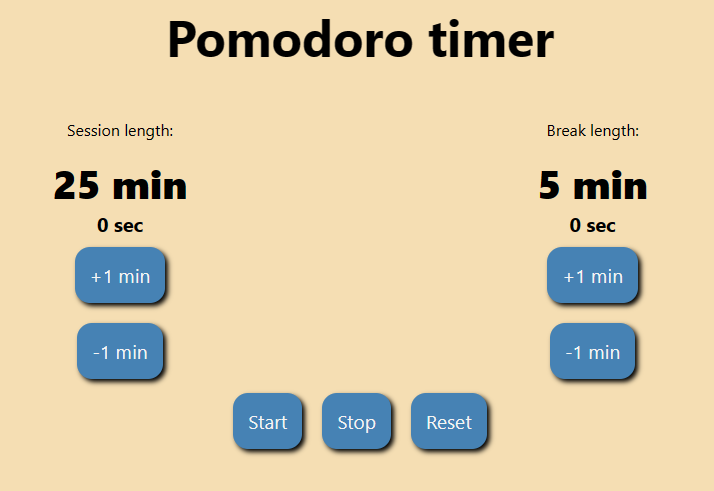 Pomodoro timer
Session length:
25 min
0 sec
+1 min
-1 min
Break length:
5 min
0 sec
+1 min
-1 min
Start
Stop
Reset